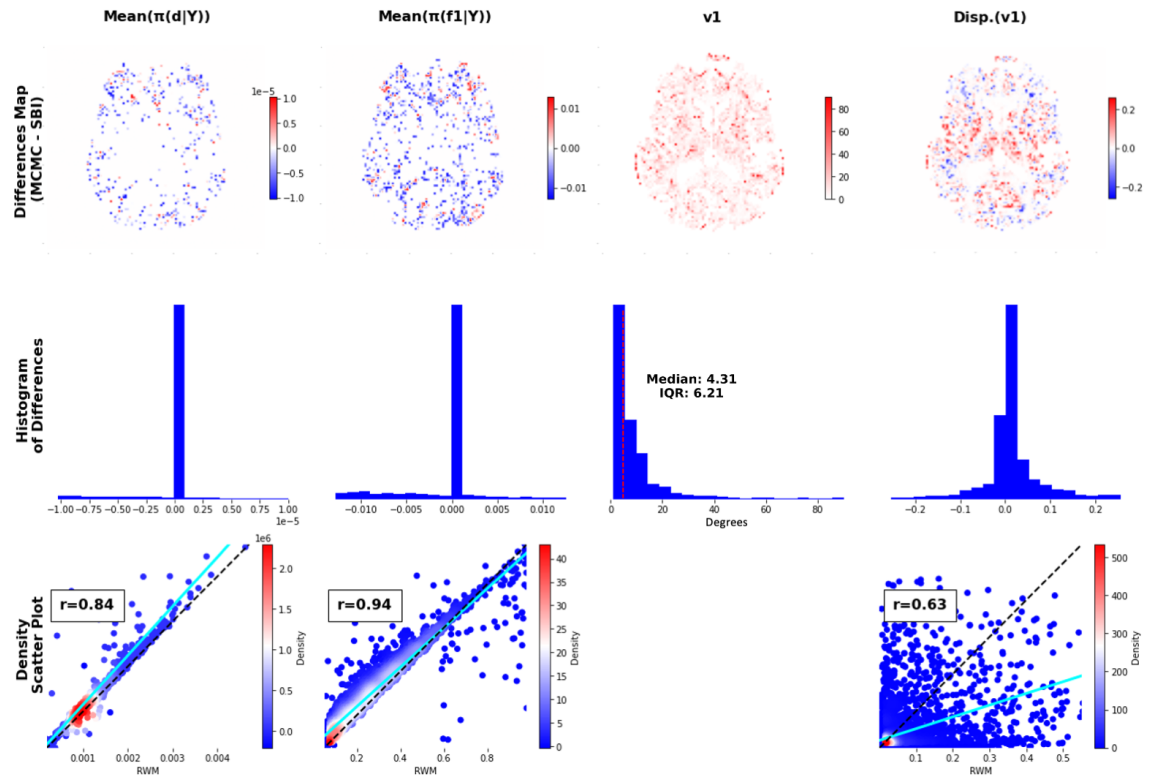 Mean(π(d|Y))
Mean(π(f1|Y))
v1
Disp.(v1)
Differences Map
(MCMC - SBI)
1e−5
1.0
0.5
0.0
−0.5
−1.0
0.01
0.00
−0.01
80
60
40
20
0
0.2
0.0
−0.2
Histogram
of Differences
Median: 4.31
IQR: 6.21
−1.00 −0.75 −0.50 −0.25 0.00 0.25 0.50 0.75 1.00
1e−5
−0.010 −0.005 0.000 0.005 0.010
0 20 40 60 80
Degrees
−0.2 −0.1 0.0 0.1 0.2
Density
Scatter Plot
r=0.84
1e6
2.0
1.5
1.0
0.5
0.0
Density
0.001 0.002 0.003 0.004
RWM
r=0.94
40
35
30
25
20
15
10
5
0
Density
0.2 0.4 0.6 0.8
RWM
r=0.63
500
400
300
200
100
0
Density
0.1 0.2 0.3 0.4 0.5
RWM